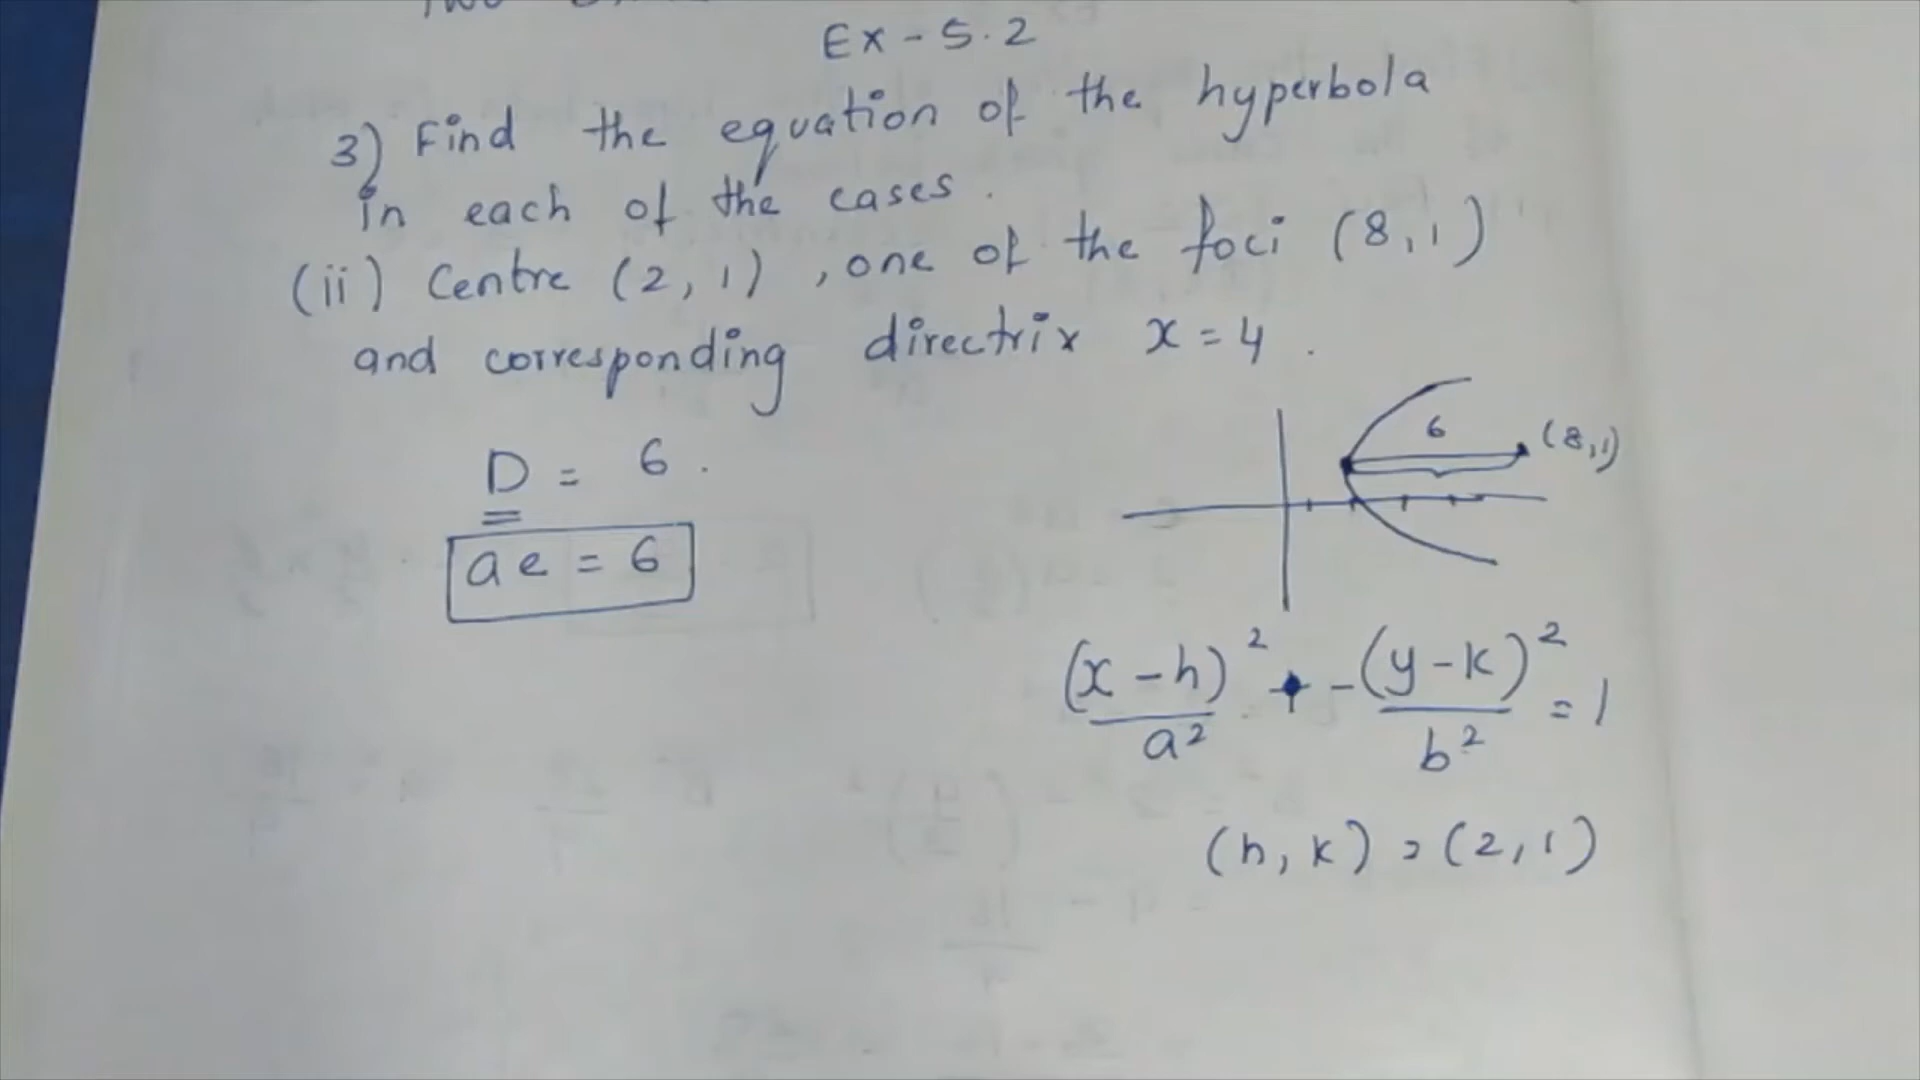 Ex - 5.2
3) Find the equation of the hyperbola
in each of the cases.
(ii) Centre (2, 1), one of the foci (8, 1)
and corresponding directrix x = 4.
D = 6.
ae = 6
6
(8, 1)
(x - h)² / a² + - (y - k)² / b² = 1
(h, k) = (2, 1)